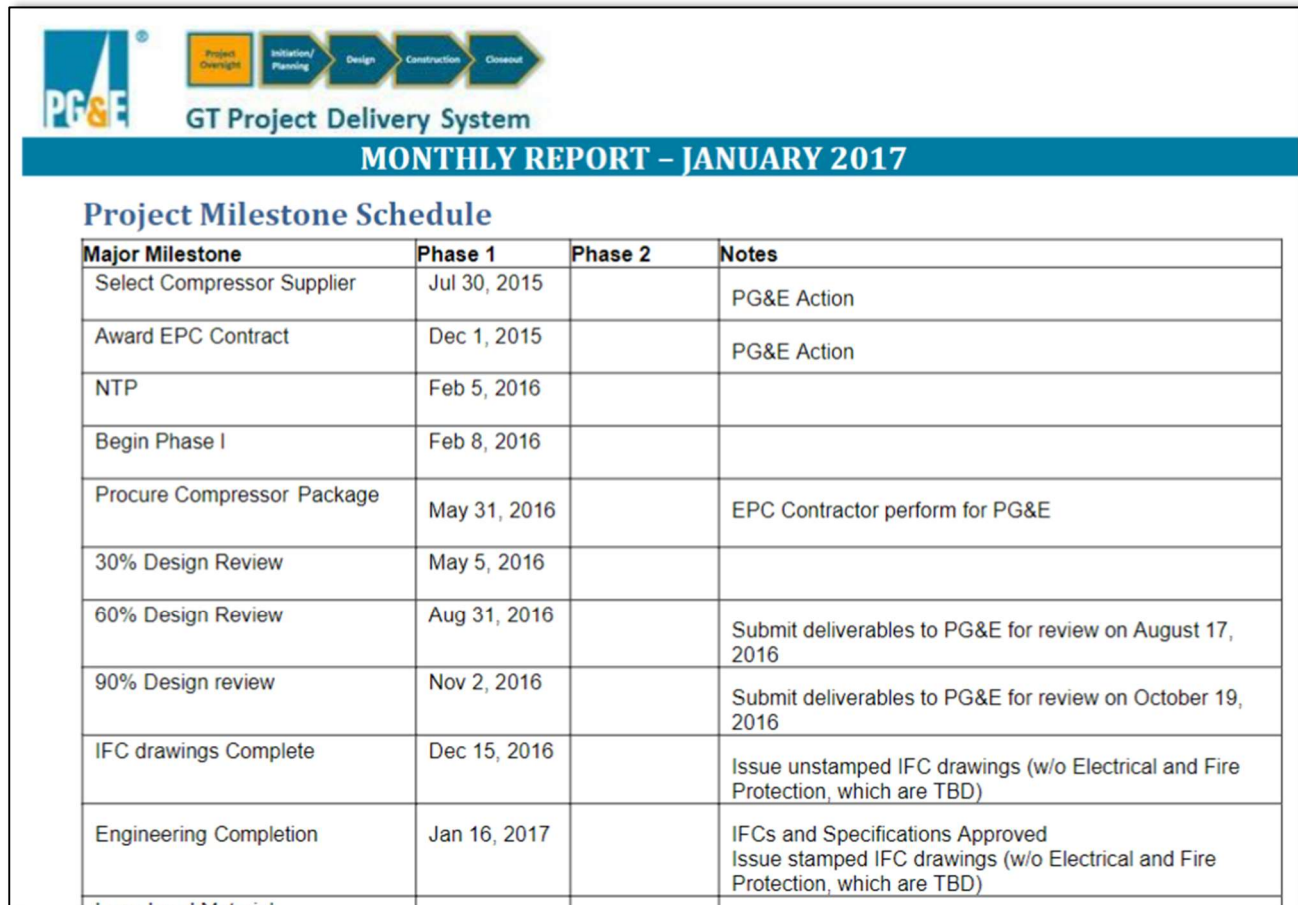 ®
Project Oversight
Initiation/ Planning
Design
Construction
Closeout
PG&E
GT Project Delivery System
MONTHLY REPORT – JANUARY 2017
Project Milestone Schedule
Major Milestone Phase 1 Phase 2 Notes
Select Compressor Supplier Jul 30, 2015 PG&E Action
Award EPC Contract Dec 1, 2015 PG&E Action
NTP Feb 5, 2016
Begin Phase I Feb 8, 2016
Procure Compressor Package May 31, 2016 EPC Contractor perform for PG&E
30% Design Review May 5, 2016
60% Design Review Aug 31, 2016 Submit deliverables to PG&E for review on August 17,
2016
90% Design review Nov 2, 2016 Submit deliverables to PG&E for review on October 19,
2016
IFC drawings Complete Dec 15, 2016 Issue unstamped IFC drawings (w/o Electrical and Fire
Protection, which are TBD)
Engineering Completion Jan 16, 2017 IFCs and Specifications Approved
Issue stamped IFC drawings (w/o Electrical and Fire
Protection, which are TBD)